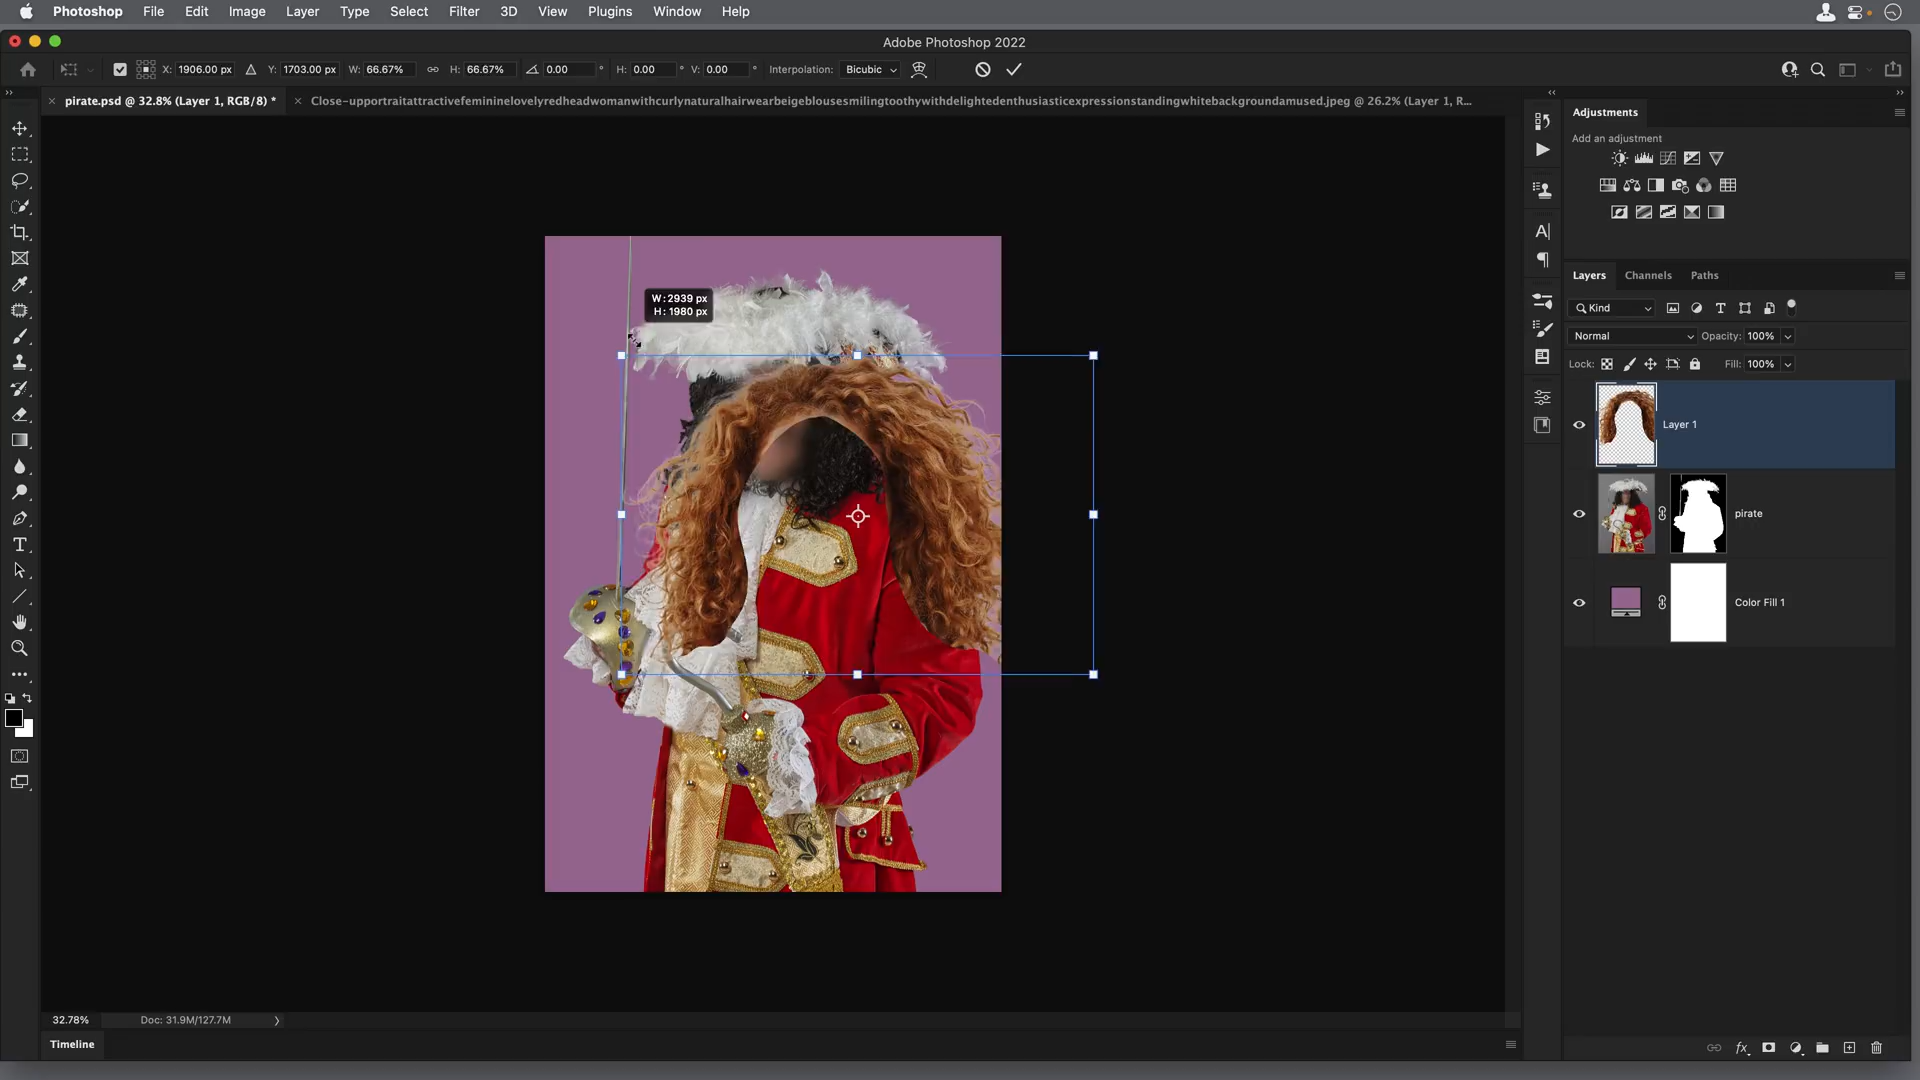 Photoshop File Edit Image Layer Type Select Filter 3D View Plugins Window Help
Adobe Photoshop 2022
X: 1906.00 px Y: 1703.00 px W: 66.67% H: 66.67% 0.00 ° H: 0.00 ° V: 0.00 ° Interpolation: Bicubic
pirate.psd @ 32.8% (Layer 1, RGB/8) * Close-upportraitattractivefemininelovelyredheadwomanwithcurlynaturalhairwearbeigeblousesmilingtoothywithdelightedenthusiasticexpressionstandingwhitebackgroundamused.jpeg @ 26.2% (Layer 1, R...
Adjustments
Add an adjustment
W: 2939 px
H: 1980 px
Layers Channels Paths
Kind
Normal Opacity: 100%
Lock: Fill: 100%
Layer 1
pirate
Color Fill 1
32.78% Doc: 31.9M/127.7M
Timeline